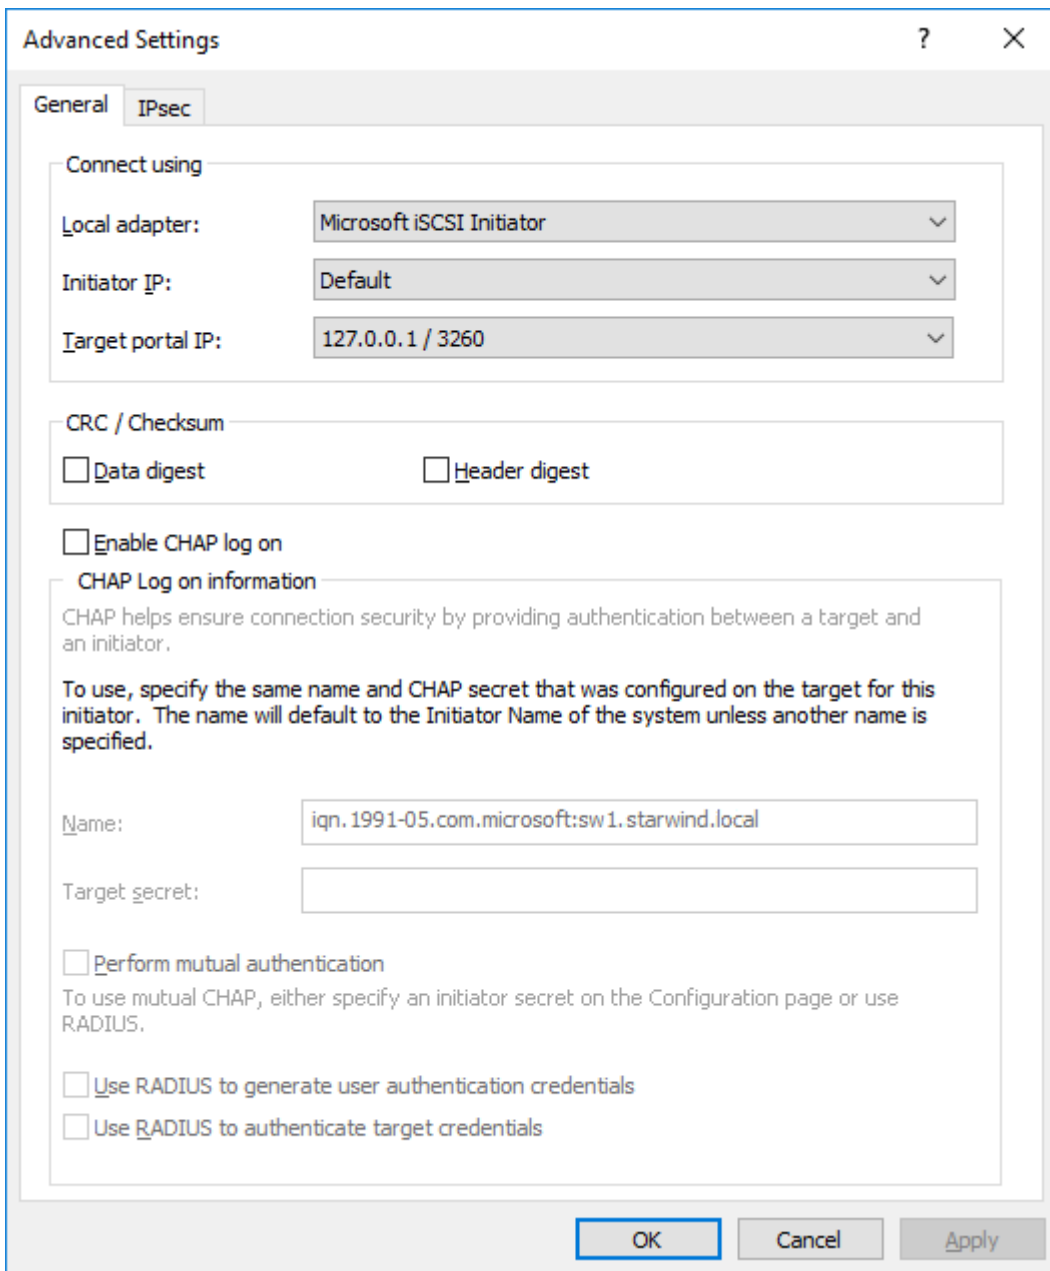 Advanced Settings
?
General
IPsec
Connect using
Local adapter:
Microsoft iSCSI Initiator
Initiator IP:
Default
Target portal IP:
127.0.0.1 / 3260
CRC / Checksum
Data digest
Header digest
Enable CHAP log on
CHAP Log on information
CHAP helps ensure connection security by providing authentication between a target and
an initiator.
To use, specify the same name and CHAP secret that was configured on the target for this
initiator.  The name will default to the Initiator Name of the system unless another name is
specified.
Name:
iqn.1991-05.com.microsoft:sw1.starwind.local
Target secret:
Perform mutual authentication
To use mutual CHAP, either specify an initiator secret on the Configuration page or use
RADIUS.
Use RADIUS to generate user authentication credentials
Use RADIUS to authenticate target credentials
OK
Cancel
Apply